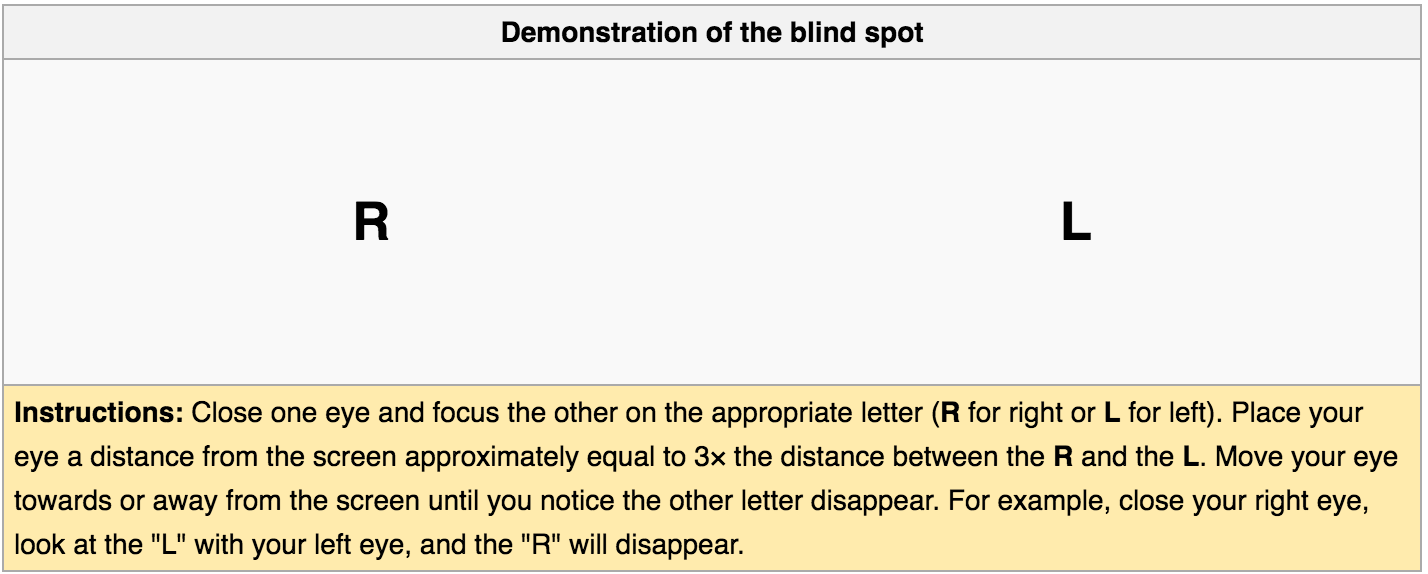 Demonstration of the blind spot
R L
Instructions: Close one eye and focus the other on the appropriate letter (R for right or L for left). Place your
eye a distance from the screen approximately equal to 3× the distance between the R and the L. Move your eye
towards or away from the screen until you notice the other letter disappear. For example, close your right eye,
look at the "L" with your left eye, and the "R" will disappear.